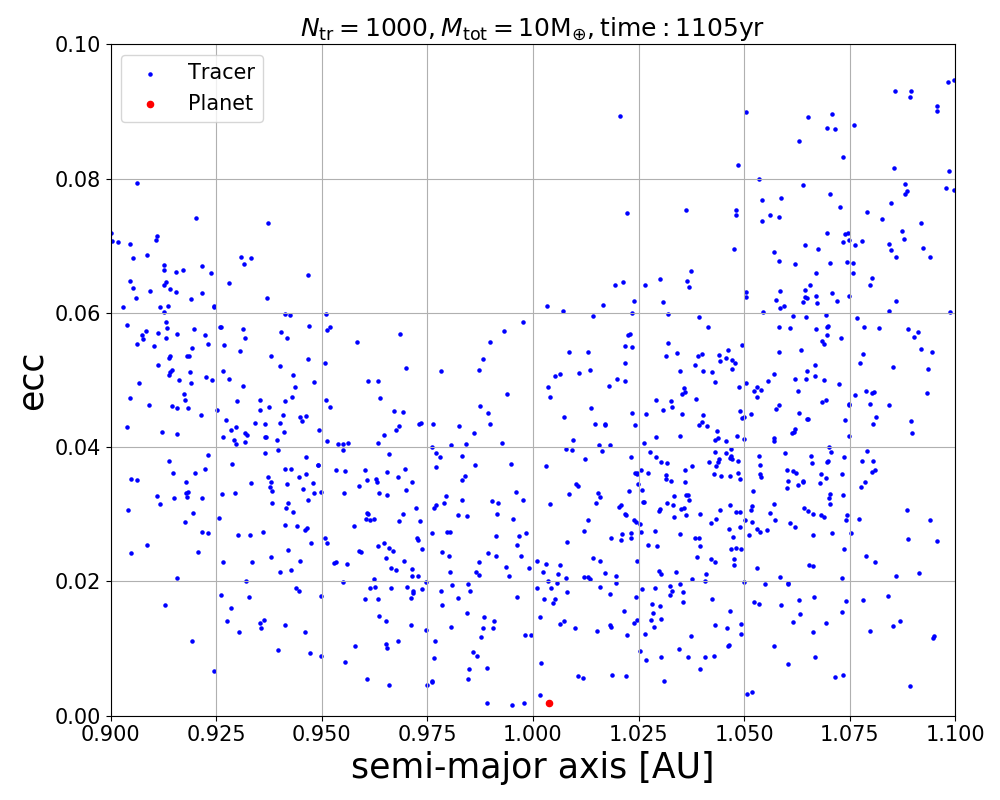 N_tr = 1000, M_tot = 10M_⊕, time : 1105yr
Tracer
Planet
0.10
0.08
0.06
0.04
0.02
0.00
ecc
0.900 0.925 0.950 0.975 1.000 1.025 1.050 1.075 1.100
semi-major axis [AU]